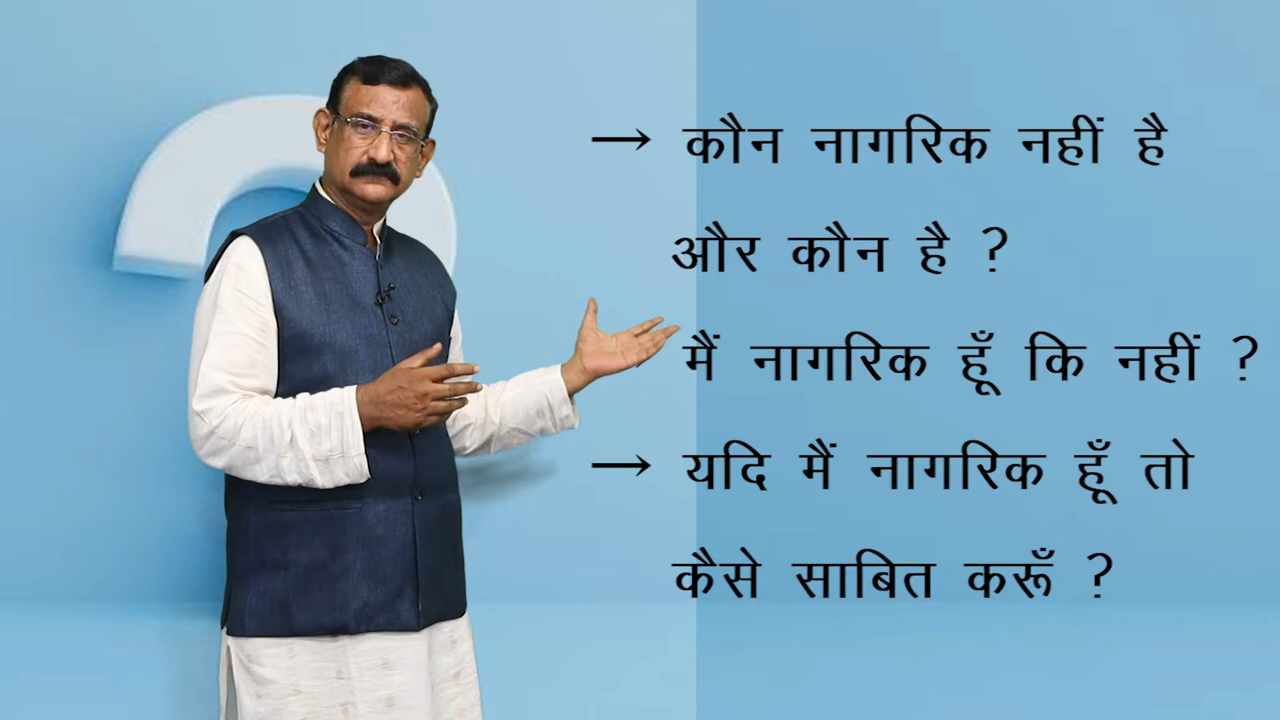 → कौन नागरिक नहीं है
और कौन है ?
मैं नागरिक हूँ कि नहीं ?
→ यदि मैं नागरिक हूँ तो
कैसे साबित करूँ ?